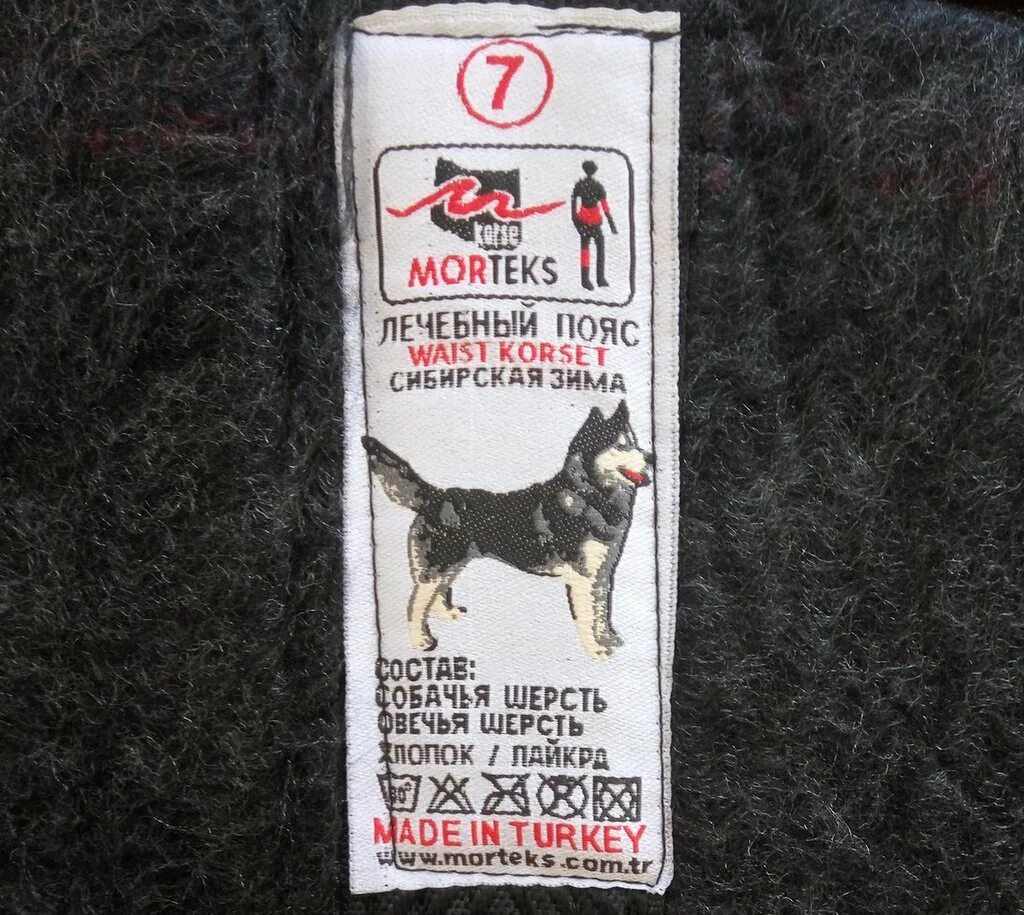 7
korse
MORTEKS
ЛЕЧЕБНЫЙ ПОЯС
WAIST KORSET
СИБИРСКАЯ ЗИМА
СОСТАВ:
СОБАЧЬЯ ШЕРСТЬ
ОВЕЧЬЯ ШЕРСТЬ
ХЛОПОК / ЛАЙКРА
MADE IN TURKEY
www.morteks.com.tr